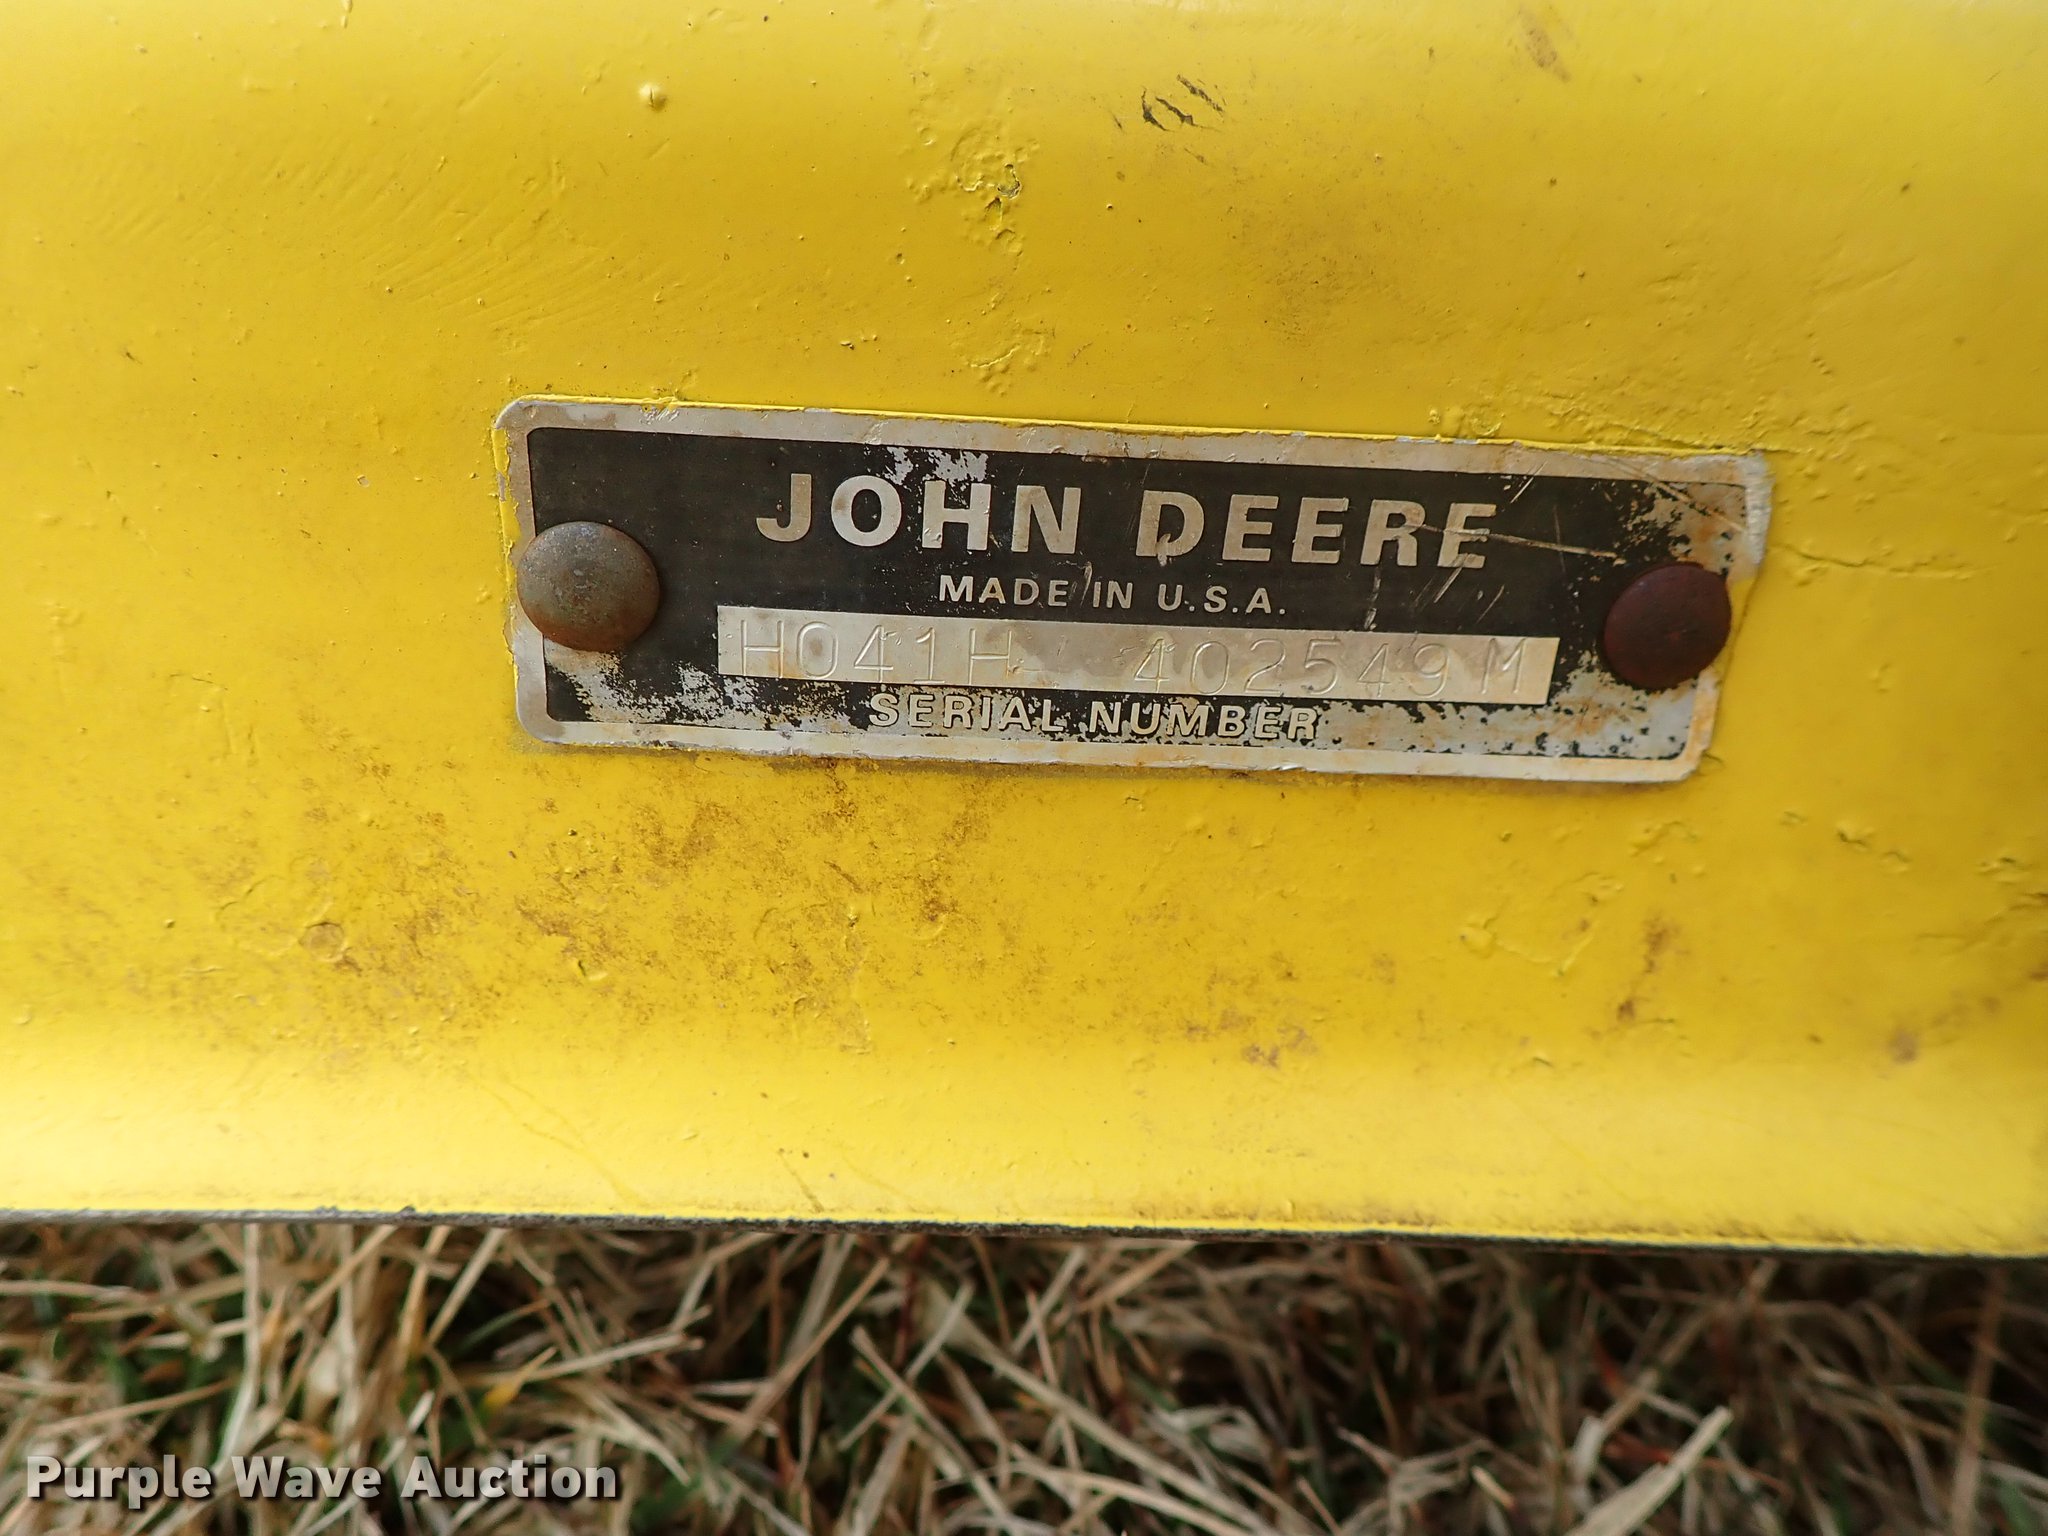 JOHN DEERE
MADE IN U.S.A.
H041H 402549M
SERIAL NUMBER
Purple Wave Auction